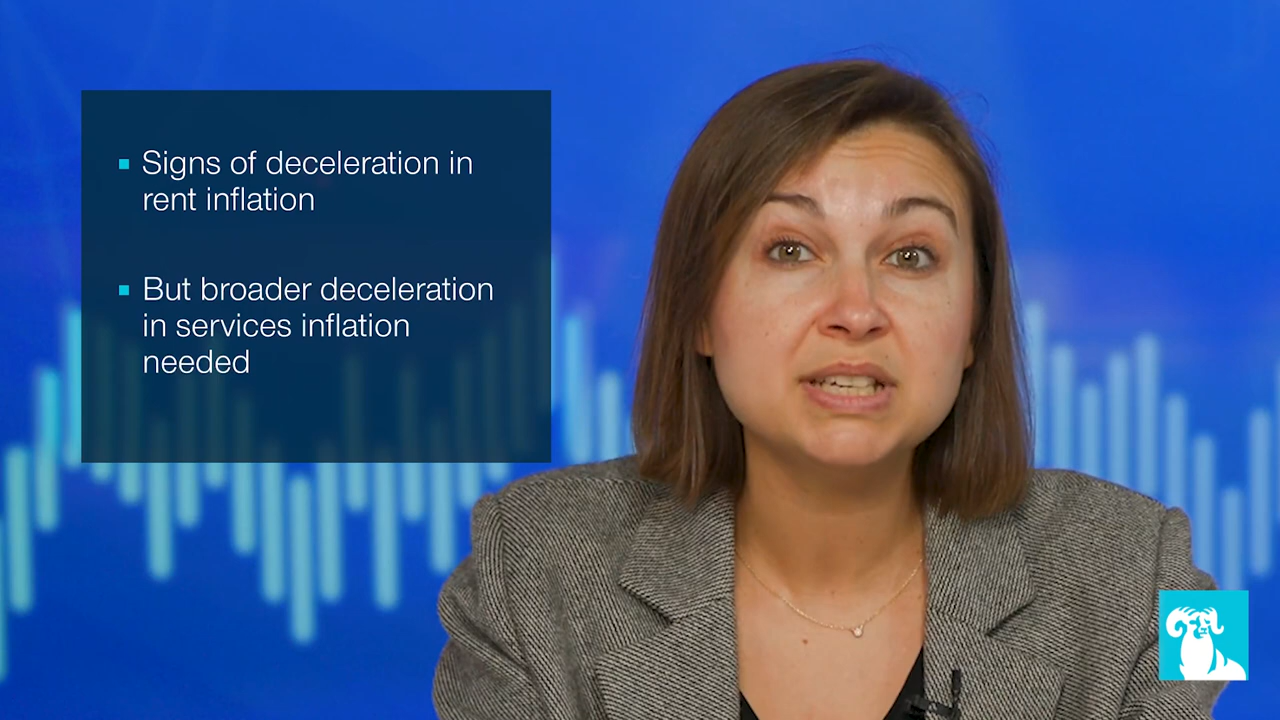 Signs of deceleration in
rent inflation
But broader deceleration
in services inflation
needed